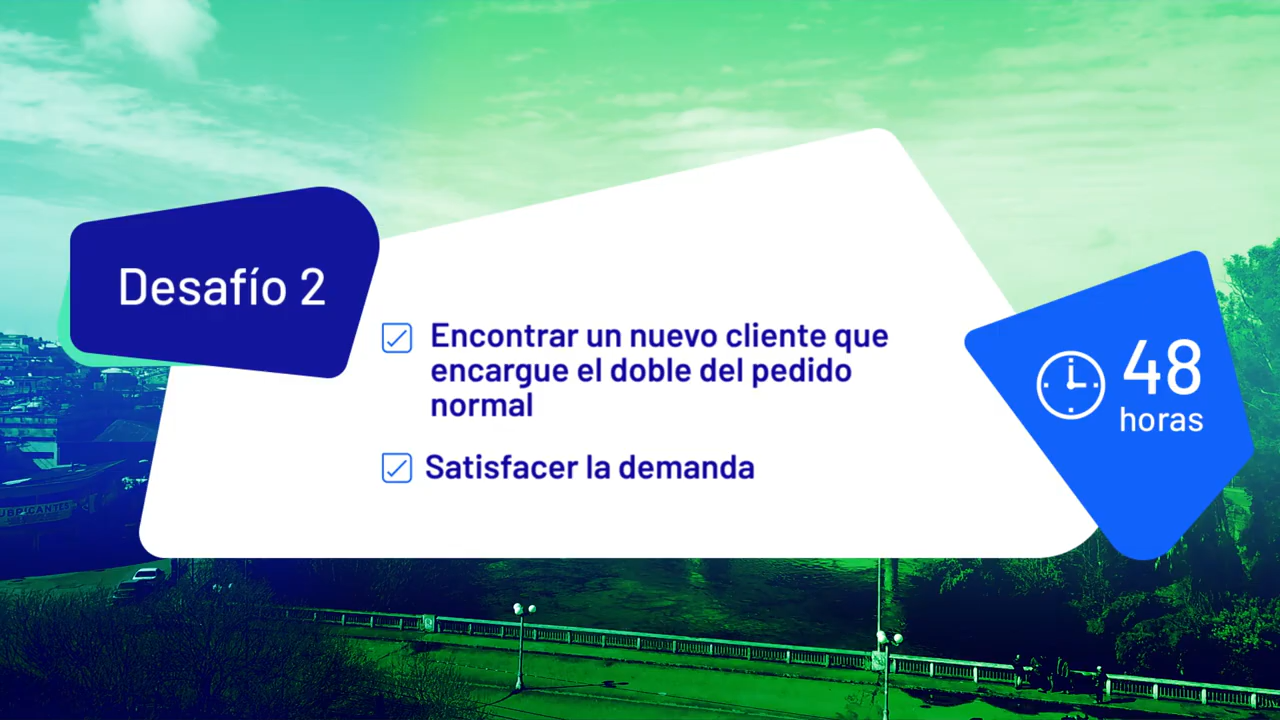 Desafío 2
Encontrar un nuevo cliente que
encargue el doble del pedido
normal
Satisfacer la demanda
48
horas